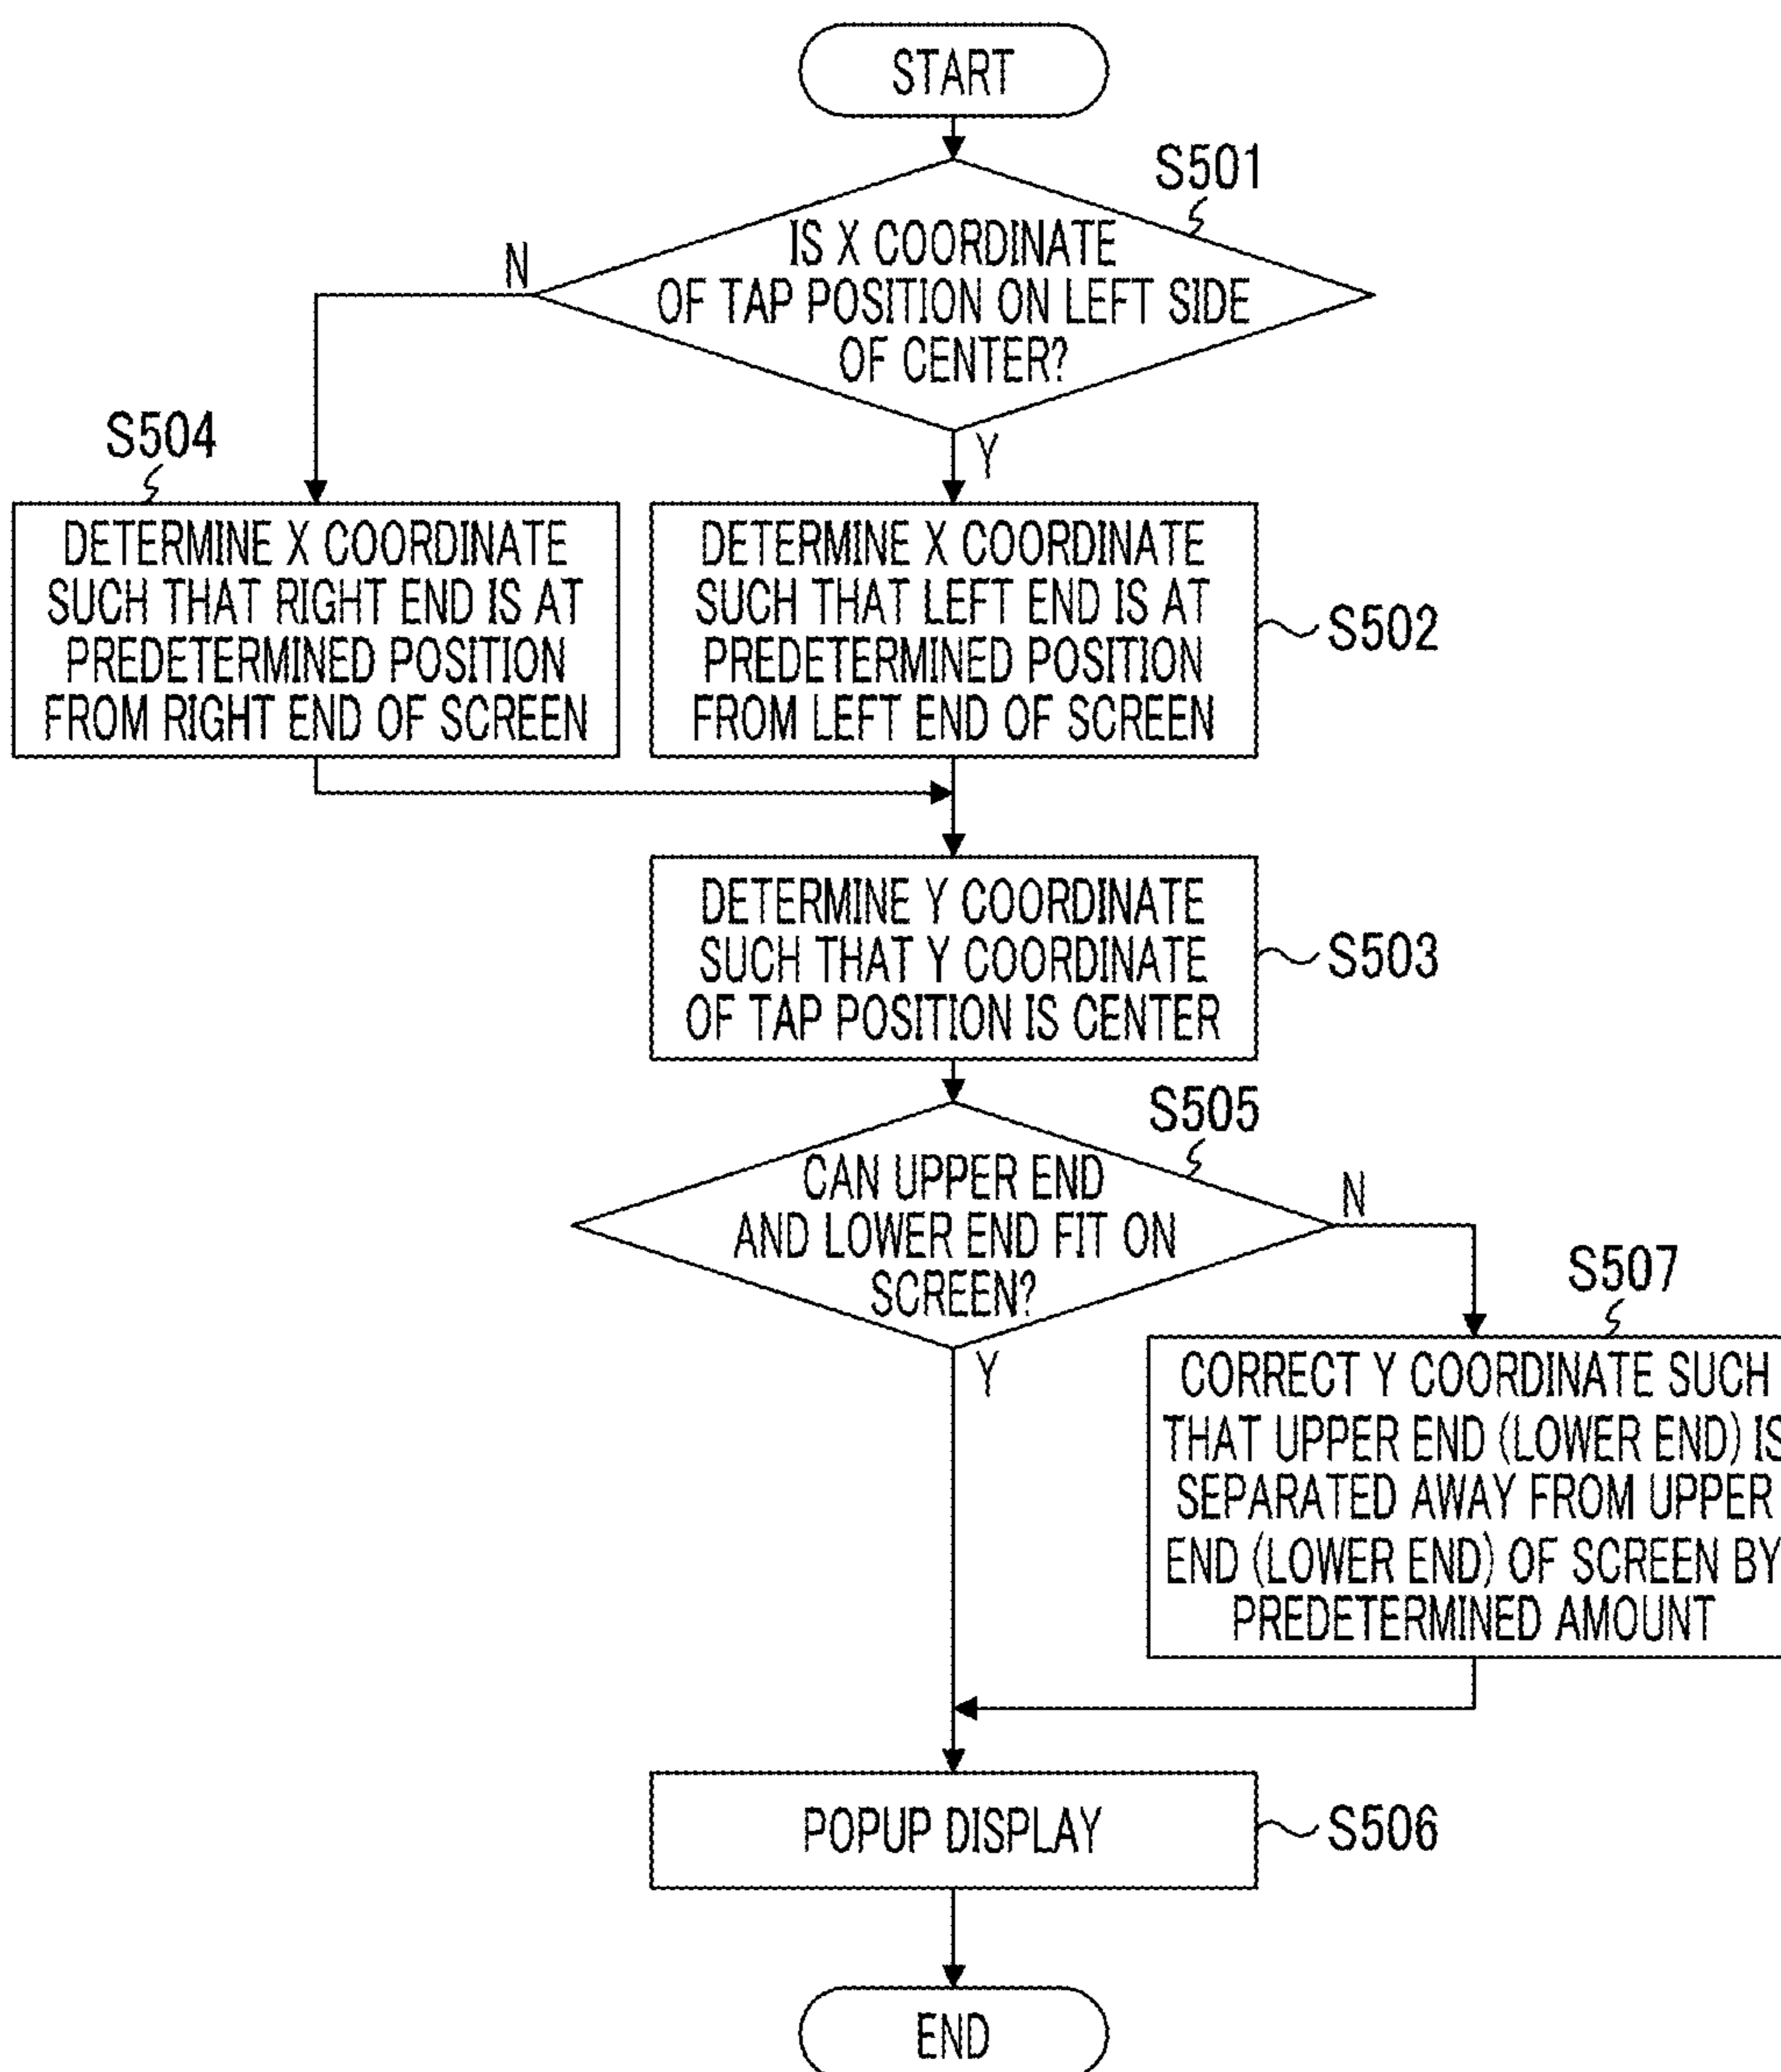 START
S501
IS X COORDINATE
OF TAP POSITION ON LEFT SIDE
OF CENTER?
N
Y
S504
DETERMINE X COORDINATE
SUCH THAT RIGHT END IS AT
PREDETERMINED POSITION
FROM RIGHT END OF SCREEN
DETERMINE X COORDINATE
SUCH THAT LEFT END IS AT
PREDETERMINED POSITION
FROM LEFT END OF SCREEN
S502
DETERMINE Y COORDINATE
SUCH THAT Y COORDINATE
OF TAP POSITION IS CENTER
S503
S505
CAN UPPER END
AND LOWER END FIT ON
SCREEN?
N
Y
S507
CORRECT Y COORDINATE SUCH
THAT UPPER END (LOWER END) IS
SEPARATED AWAY FROM UPPER
END (LOWER END) OF SCREEN BY
PREDETERMINED AMOUNT
POPUP DISPLAY
S506
END